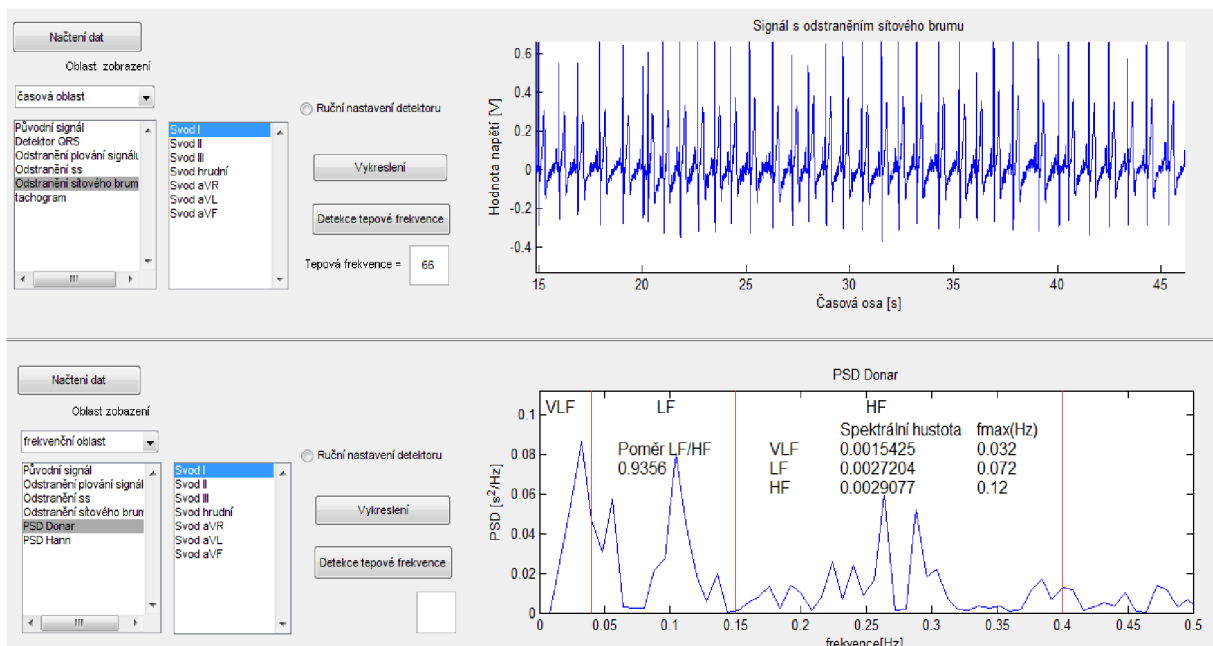 Načtení dat
Oblast zobrazení
časová oblast
Původní signál
Detektor QRS
Odstranění plování signálu
Odstranění ss
Odstranění síťového brum
tachogram
Svod I
Svod II
Svod III
Svod hrudní
Svod aVR
Svod aVL
Svod aVF
Ruční nastavení detektoru
Vykreslení
Detekce tepové frekvence
Tepová frekvence = 66
Signál s odstraněním síťového brumu
Hodnota napětí [V]
0.6
0.4
0.2
0
-0.2
-0.4
15 20 25 30 35 40 45
Časová osa [s]
Načtení dat
Oblast zobazení
frekvenční oblast
Původní signál
Odstranění plování signál
Odstranění ss
Odstranění síťového brun
PSD Donar
PSD Hann
Svod I
Svod II
Svod III
Svod hrudní
Svod aVR
Svod aVL
Svod aVF
Ruční nastavení detektoru
Vykreslení
Detekce tepové frekvence
PSD Donar
PSD [s²/Hz]
0.1
0.08
0.06
0.04
0.02
0
VLF LF HF
Poměr LF/HF
0.9356
Spektrální hustota fmax(Hz)
VLF 0.0015425 0.032
LF 0.0027204 0.072
HF 0.0029077 0.12
0 0.05 0.1 0.15 0.2 0.25 0.3 0.35 0.4 0.45 0.5
frekvence[Hz]